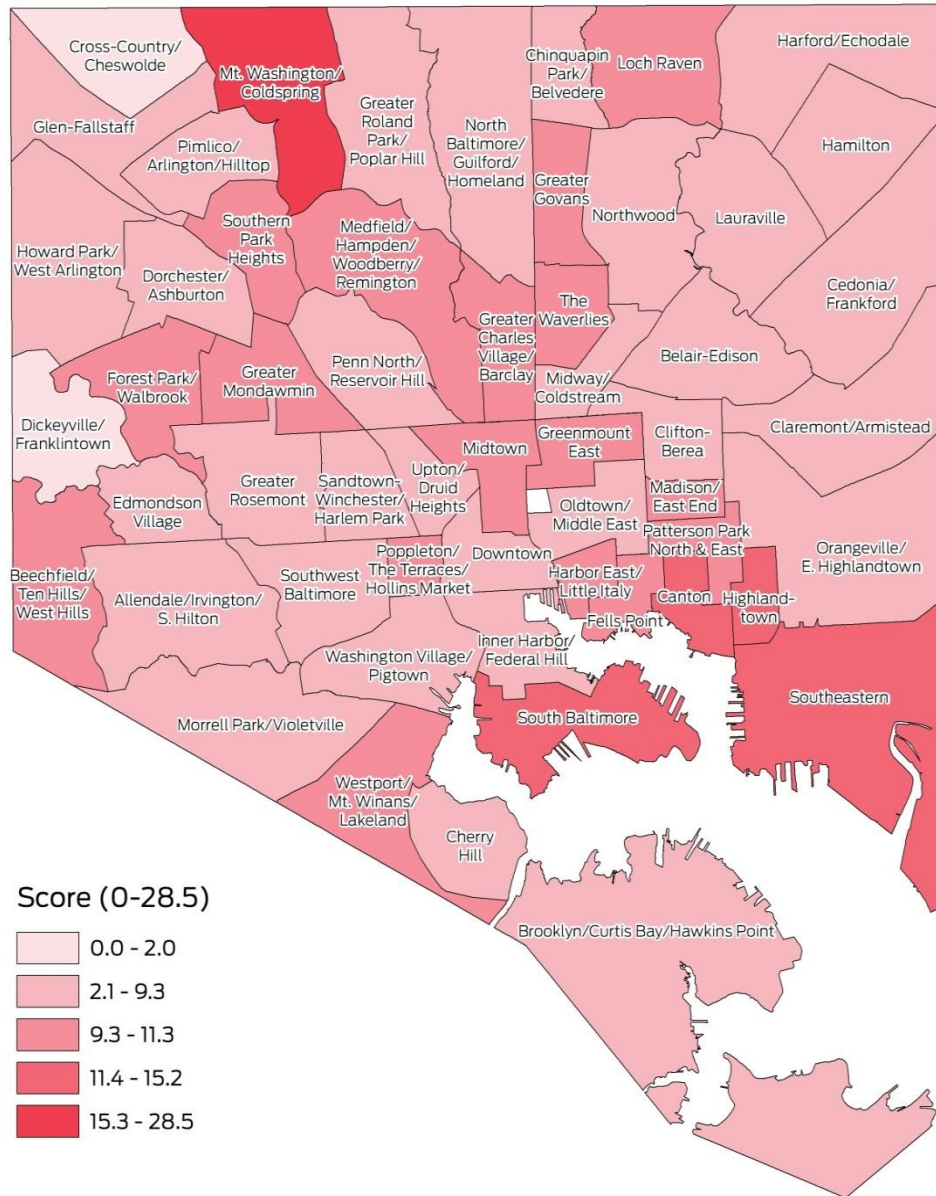 Cross-Country/
Cheswolde
Mt. Washington/
Coldspring
Greater
Roland
Park/
Poplar Hill
North
Baltimore/
Guilford/
Homeland
Chinquapin
Park/
Belvedere
Loch Raven
Harford/Echodale
Glen-Fallstaff
Pimlico/
Arlington/Hilltop
Hamilton
Greater
Govans
Northwood
Lauraville
Howard Park/
West Arlington
Southern
Park
Heights
Medfield/
Hampden/
Woodberry/
Remington
Dorchester/
Ashburton
Cedonia/
Frankford
The
Waverlies
Greater
Charles
Village/
Barclay
Penn North/
Reservoir Hill
Belair-Edison
Forest Park/
Walbrook
Greater
Mondawmin
Midway/
Coldstream
Dickeyville/
Franklintown
Claremont/Armistead
Midtown
Greenmount
East
Clifton-
Berea
Edmondson
Village
Greater
Rosemont
Sandtown-
Winchester/
Harlem Park
Upton/
Druid
Heights
Oldtown/
Middle East
Madison/
East End
Patterson Park
North & East
Orangeville/
E. Highlandtown
Beechfield/
Ten Hills/
West Hills
Allendale/Irvington/
S. Hilton
Southwest
Baltimore
Poppleton/
The Terraces/
Hollins Market
Downtown
Harbor East/
Little Italy
Canton
Highland-
town
Fells Point
Washington Village/
Pigtown
Inner Harbor/
Federal Hill
Southeastern
South Baltimore
Morrell Park/Violetville
Westport/
Mt. Winans/
Lakeland
Cherry
Hill
Brooklyn/Curtis Bay/Hawkins Point
Score (0-28.5)
0.0 - 2.0
2.1 - 9.3
9.3 - 11.3
11.4 - 15.2
15.3 - 28.5